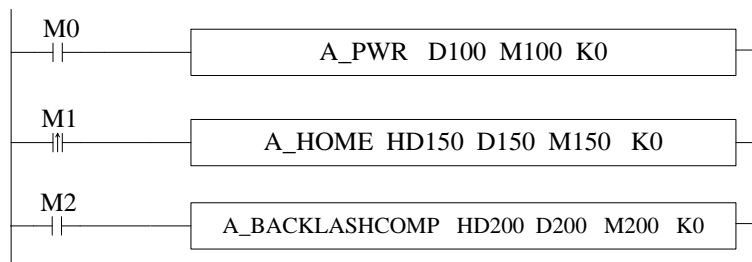 M0
A_PWR D100 M100 K0
M1
A_HOME HD150 D150 M150 K0
M2
A_BACKLASHCOMP HD200 D200 M200 K0